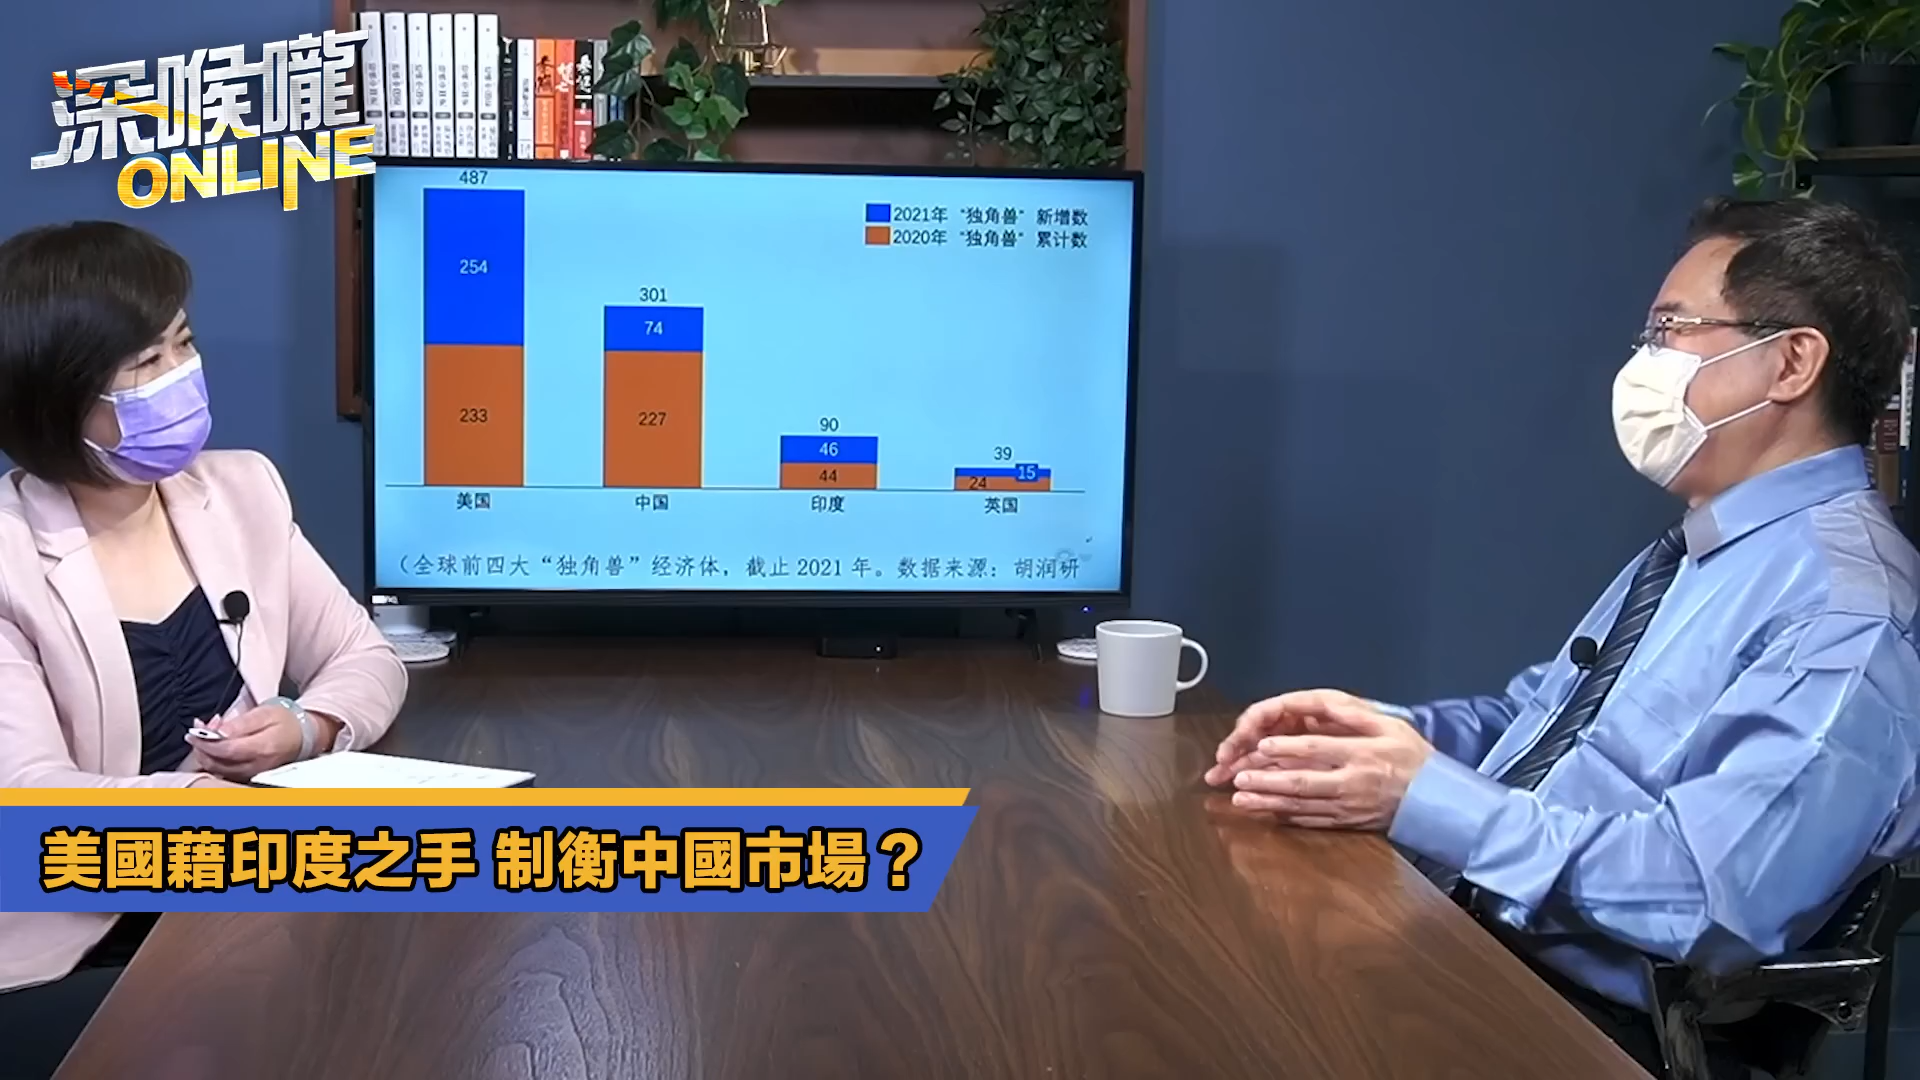 深喉嚨
ONLINE
487
254
233
美国
301
74
227
中国
90
46
44
印度
39
15
24
英国
2021年“独角兽”新增数
2020年“独角兽”累计数
（全球前四大“独角兽”经济体，截止 2021 年。数据来源：胡润研
美國藉印度之手 制衡中國市場？